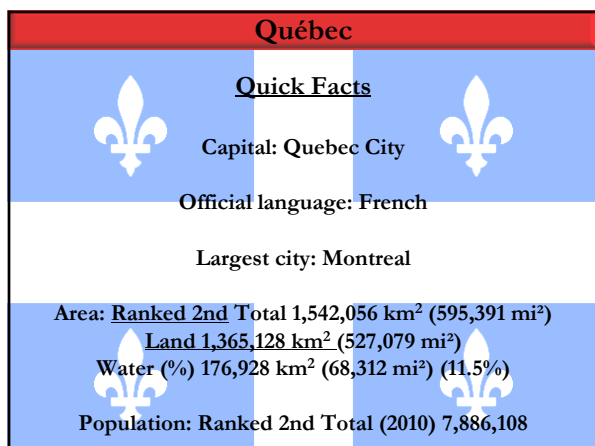 Québec
Quick Facts
Capital: Quebec City
Official language: French
Largest city: Montreal
Area: Ranked 2nd Total 1,542,056 km² (595,391 mi²)
Land 1,365,128 km² (527,079 mi²)
Water (%) 176,928 km² (68,312 mi²) (11.5%)
Population: Ranked 2nd Total (2010) 7,886,108